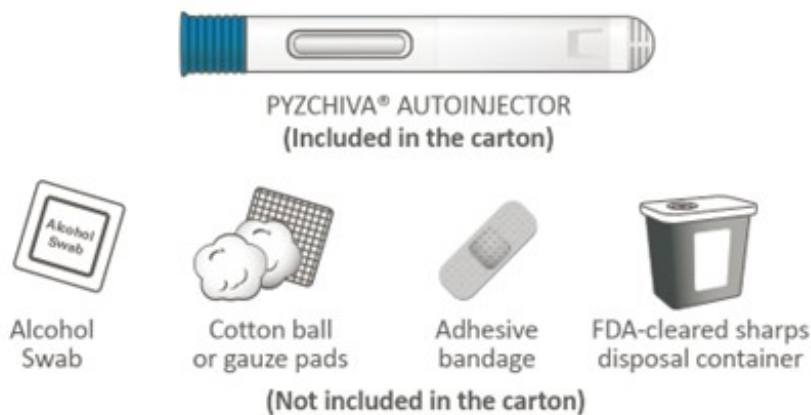 PYZCHIVA® AUTOINJECTOR
(Included in the carton)
Alcohol
Swab
Alcohol
Swab
Cotton ball
or gauze pads
Adhesive
bandage
FDA-cleared sharps
disposal container
(Not included in the carton)